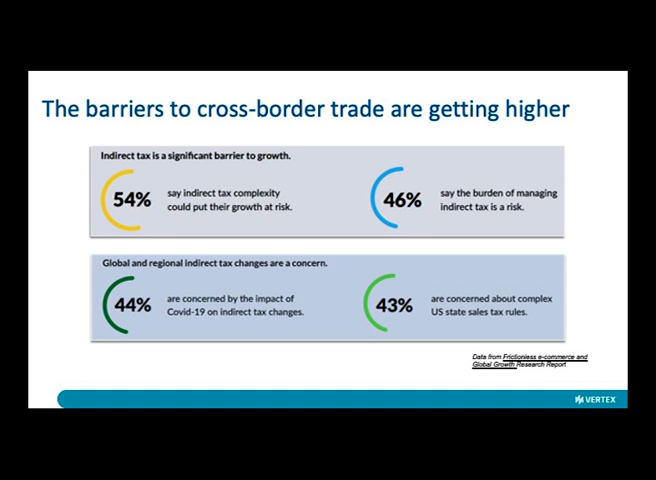 The barriers to cross-border trade are getting higher
Indirect tax is a significant barrier to growth.
54%
say indirect tax complexity
could put their growth at risk.
46%
say the burden of managing
indirect tax is a risk.
Global and regional indirect tax changes are a concern.
44%
are concerned by the impact of
Covid-19 on indirect tax changes.
43%
are concerned about complex
US state sales tax rules.
Data from Frictionless e-commerce and
Global Growth Research Report
VERTEX